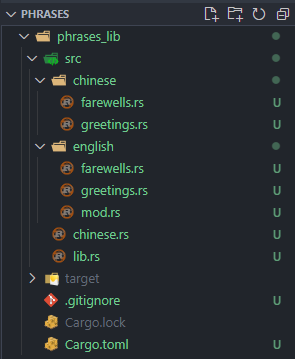 PHRASES
phrases_lib
src
chinese
farewells.rs U
greetings.rs U
english
farewells.rs U
greetings.rs U
mod.rs U
chinese.rs U
lib.rs U
target
.gitignore U
Cargo.lock
Cargo.toml U